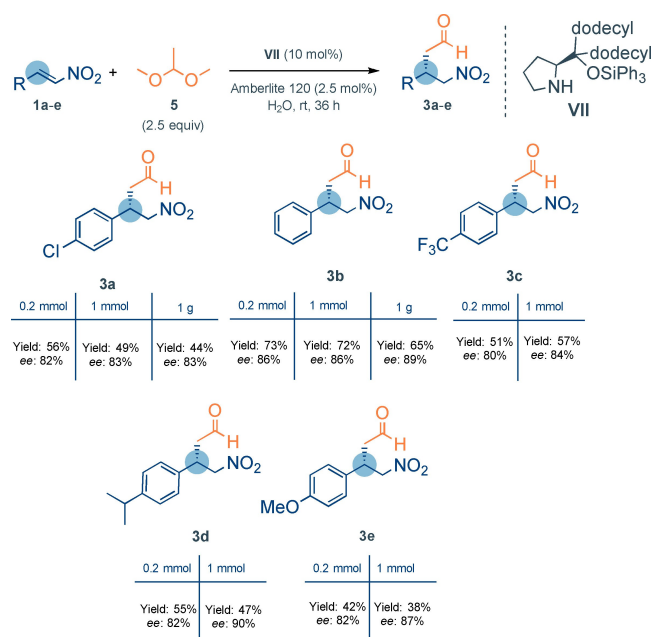 R
NO2
1a-e
+
O O
5
(2.5 equiv)
VII (10 mol%)
Amberlite 120 (2.5 mol%)
H2O, rt, 36 h
O
H
R
NO2
3a-e
dodecyl
dodecyl
OSiPh3
NH
VII
O
H
NO2
Cl
3a
O
H
NO2
3b
O
H
NO2
F3C
3c
0.2 mmol 1 mmol 1 g
Yield: 56% Yield: 49% Yield: 44%
ee: 82% ee: 83% ee: 83%
0.2 mmol 1 mmol 1 g
Yield: 73% Yield: 72% Yield: 65%
ee: 86% ee: 86% ee: 89%
0.2 mmol 1 mmol
Yield: 51% Yield: 57%
ee: 80% ee: 84%
O
H
NO2
3d
O
H
NO2
MeO
3e
0.2 mmol 1 mmol
Yield: 55% Yield: 47%
ee: 82% ee: 90%
0.2 mmol 1 mmol
Yield: 42% Yield: 38%
ee: 82% ee: 87%